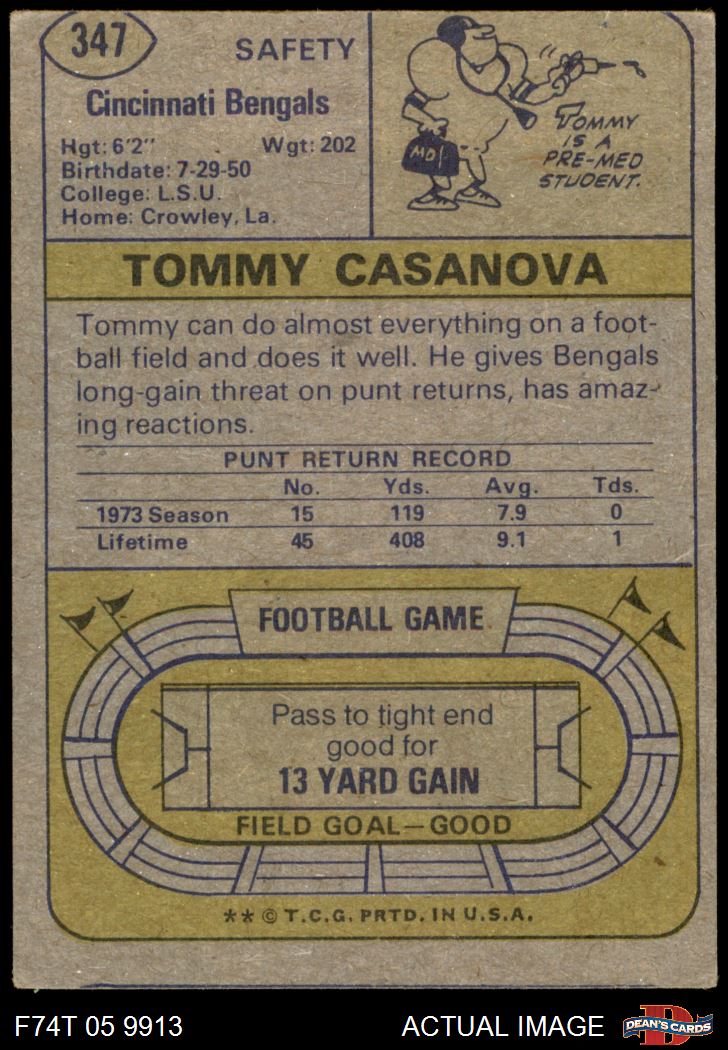 347
SAFETY
Cincinnati Bengals
Hgt: 6'2" Wgt: 202
Birthdate: 7-29-50
College: L.S.U.
Home: Crowley, La.
MD
TOMMY
IS A
PRE-MED
STUDENT.
TOMMY CASANOVA
Tommy can do almost everything on a foot-
ball field and does it well. He gives Bengals
long-gain threat on punt returns, has amaz-
ing reactions.
PUNT RETURN RECORD
No. Yds. Avg. Tds.
1973 Season 15 119 7.9 0
Lifetime 45 408 9.1 1
FOOTBALL GAME
Pass to tight end
good for
13 YARD GAIN
FIELD GOAL—GOOD
** © T.C.G. PRTD. IN U.S.A.
F74T 05 9913 ACTUAL IMAGE
D
DEAN'S CARDS